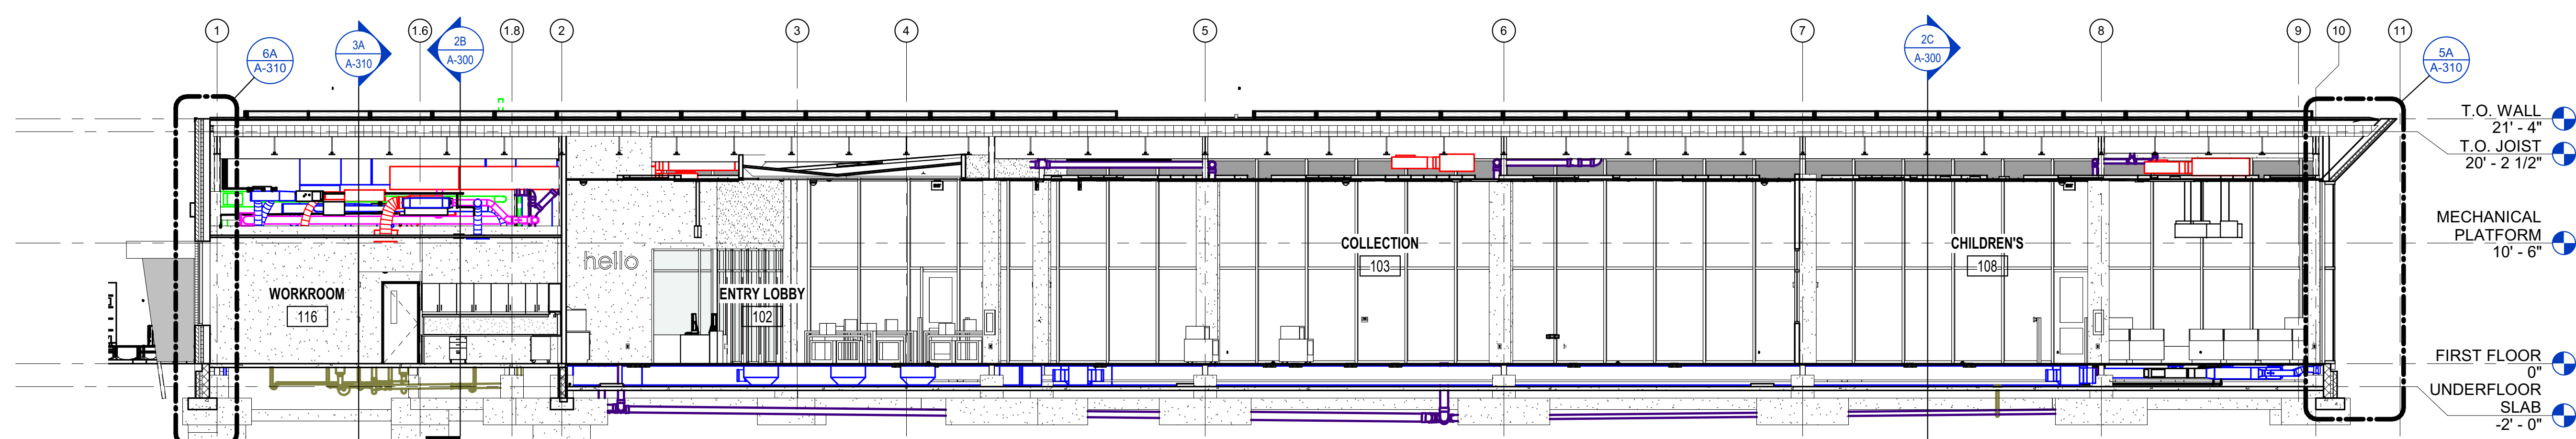 1
1.6
1.8
2
3
4
5
6
7
8
9
10
11
6A
A-310
3A
A-310
2B
A-300
2C
A-300
5A
A-310
T.O. WALL
21' - 4"
T.O. JOIST
20' - 2 1/2"
MECHANICAL
PLATFORM
10' - 6"
FIRST FLOOR
0"
UNDERFLOOR
SLAB
-2' - 0"
hello
WORKROOM
116
ENTRY LOBBY
102
COLLECTION
103
CHILDREN'S
108